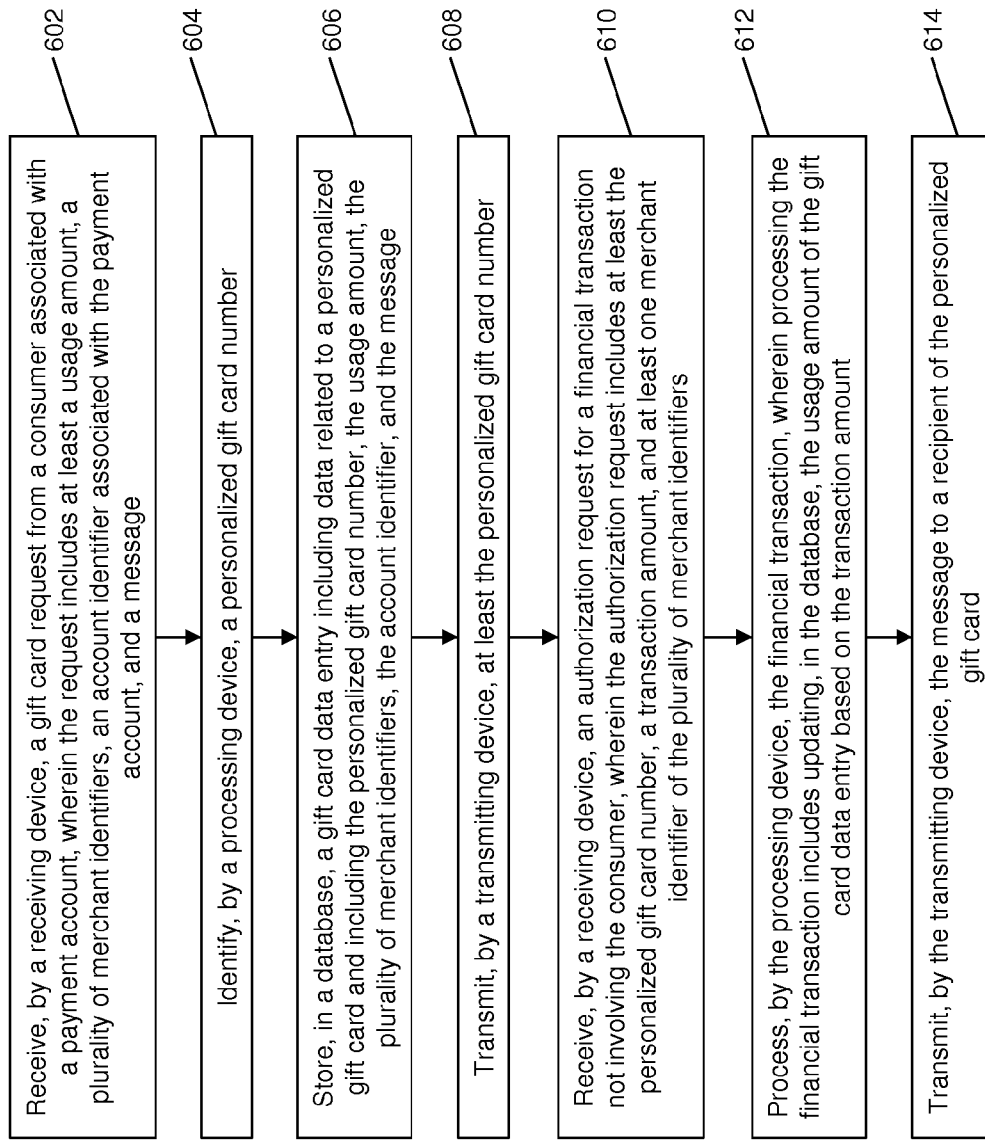 Receive, by a receiving device, a gift card request from a consumer associated with
a payment account, wherein the request includes at least a usage amount, a
plurality of merchant identifiers, an account identifier associated with the payment
account, and a message
602
Identify, by a processing device, a personalized gift card number
604
Store, in a database, a gift card data entry including data related to a personalized
gift card and including the personalized gift card number, the usage amount, the
plurality of merchant identifiers, the account identifier, and the message
606
Transmit, by a transmitting device, at least the personalized gift card number
608
Receive, by a receiving device, an authorization request for a financial transaction
not involving the consumer, wherein the authorization request includes at least the
personalized gift card number, a transaction amount, and at least one merchant
identifier of the plurality of merchant identifiers
610
Process, by the processing device, the financial transaction, wherein processing the
financial transaction includes updating, in the database, the usage amount of the gift
card data entry based on the transaction amount
612
Transmit, by the transmitting device, the message to a recipient of the personalized
gift card
614